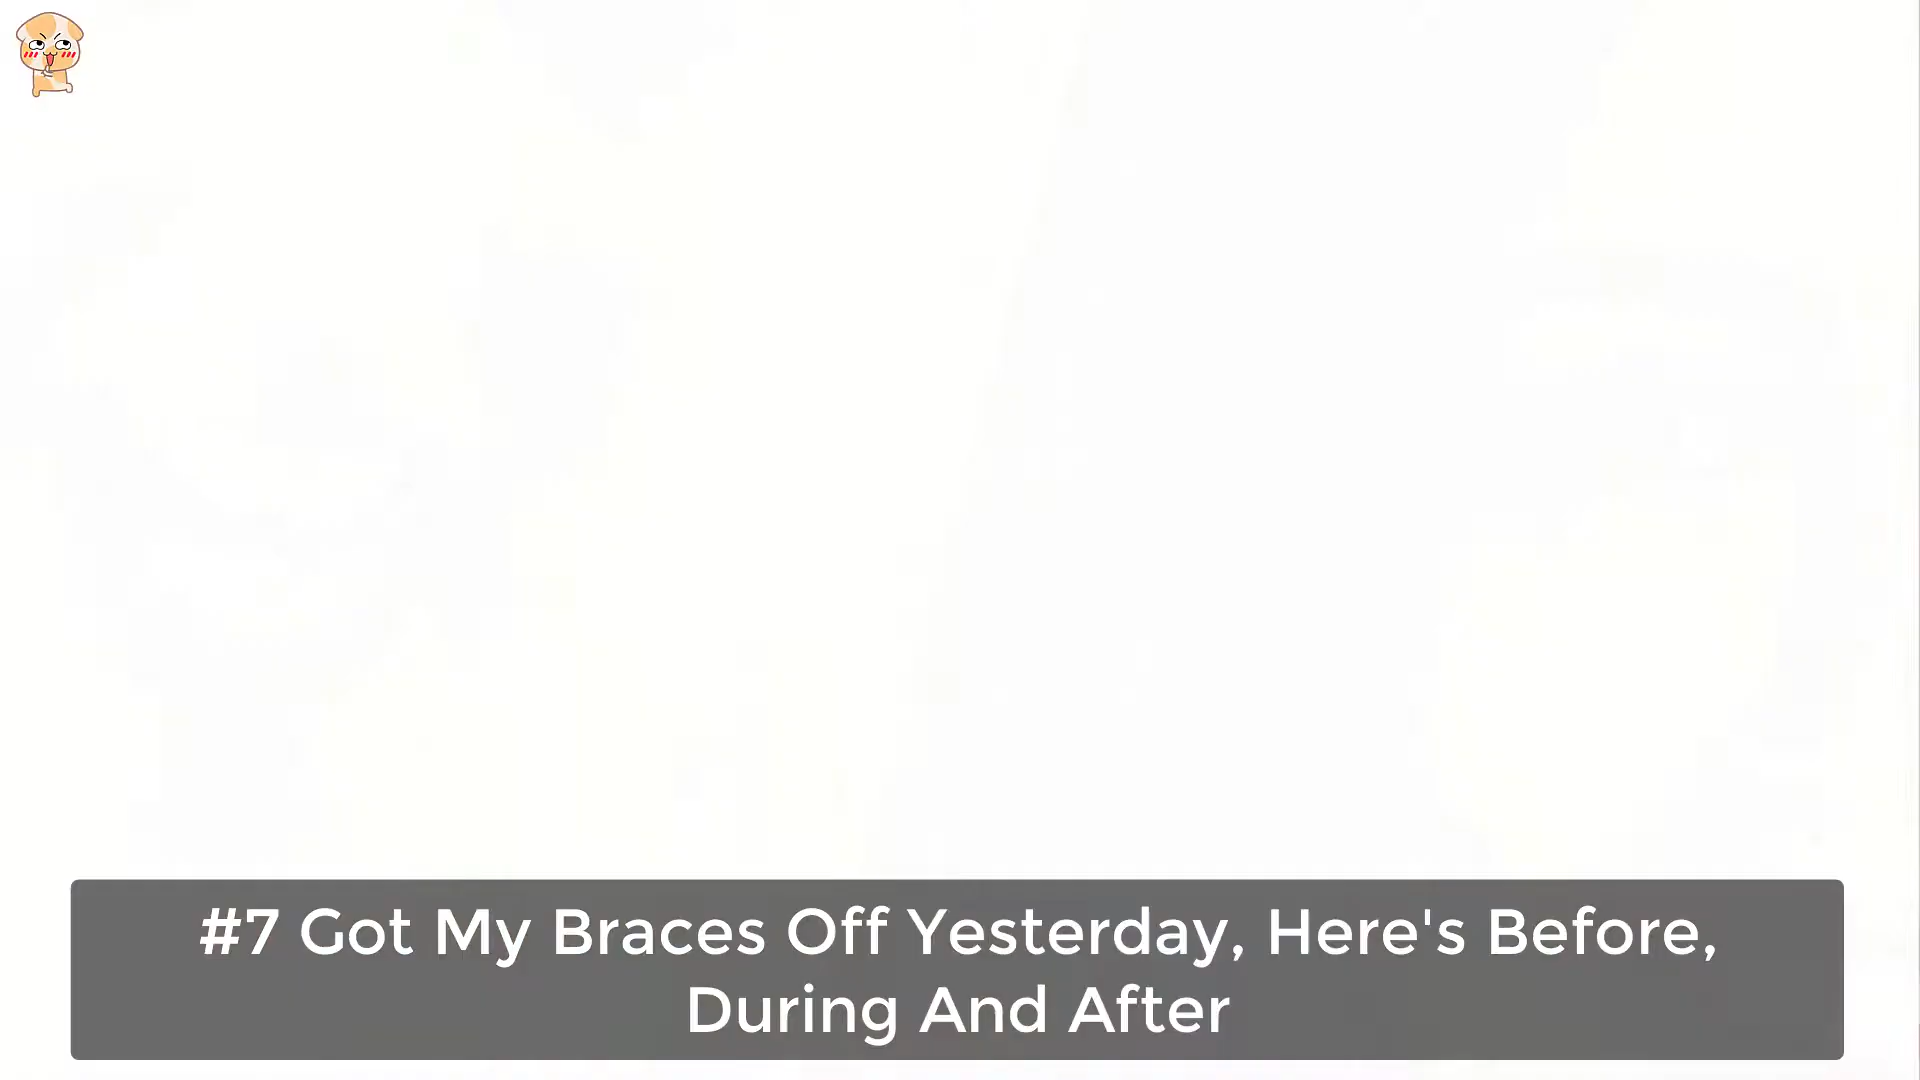 #7 Got My Braces Off Yesterday, Here's Before,
During And After